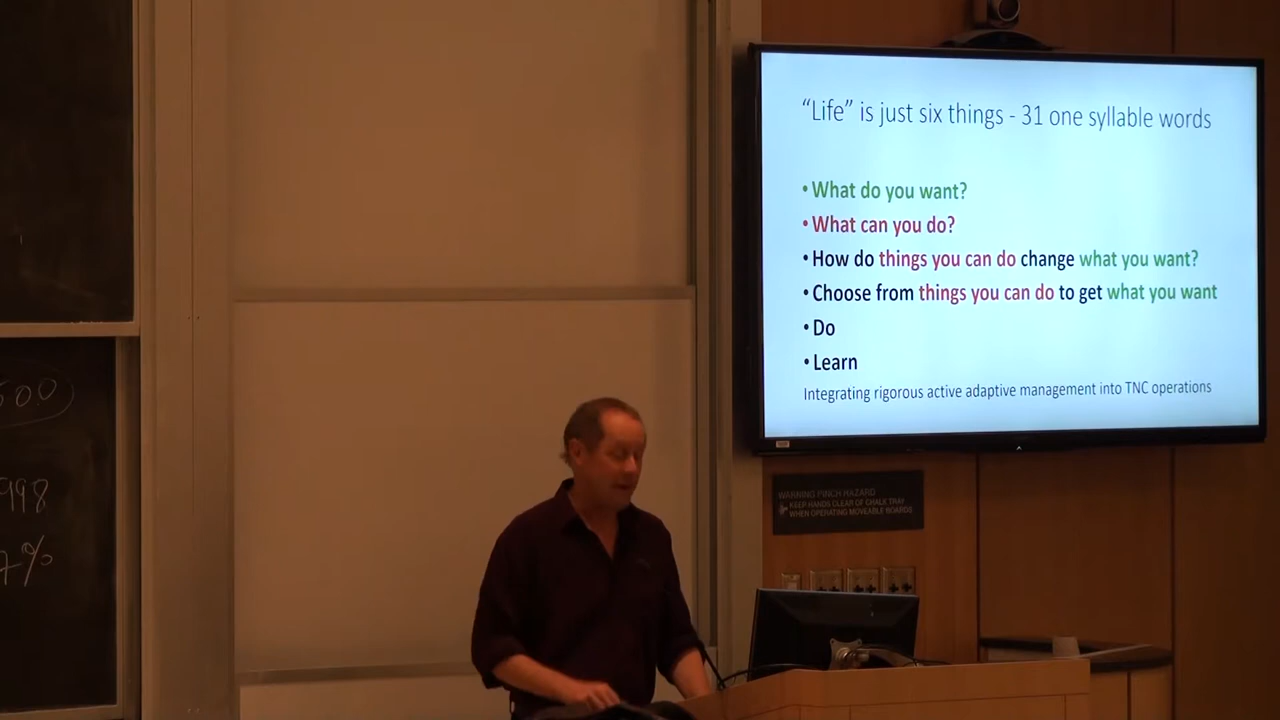 “Life” is just six things - 31 one syllable words
• What do you want?
• What can you do?
• How do things you can do change what you want?
• Choose from things you can do to get what you want
• Do
• Learn
Integrating rigorous active adaptive management into TNC operations
WARNING PINCH HAZARD
KEEP HANDS CLEAR OF CHALK TRAY
WHEN OPERATING MOVEABLE BOARDS
998
7%